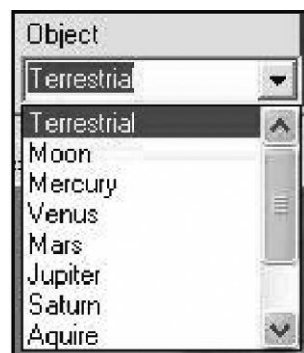 Object
Terrestrial
Terrestrial
Moon
Mercury
Venus
Mars
Jupiter
Saturn
Aquire